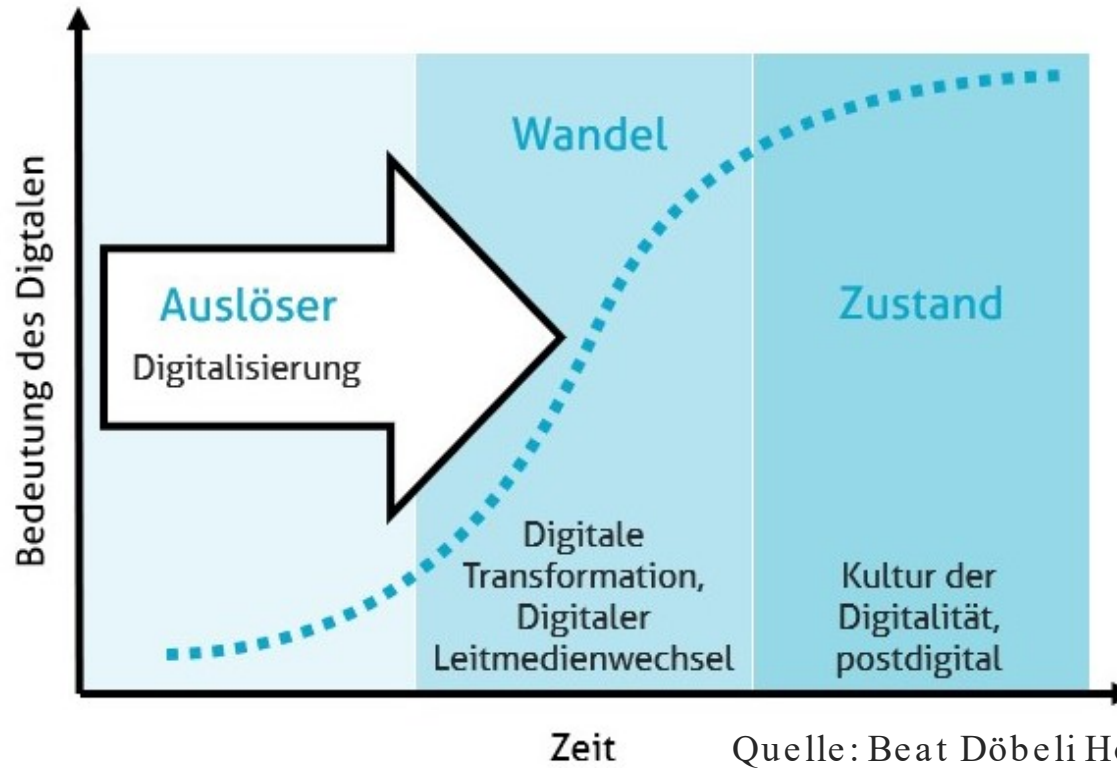 Bedeutung des Digtalen
Auslöser
Digitalisierung
Wandel
Digitale
Transformation,
Digitaler
Leitmedienwechsel
Zustand
Kultur der
Digitalität,
postdigital
Zeit
Quelle: Beat Döbeli